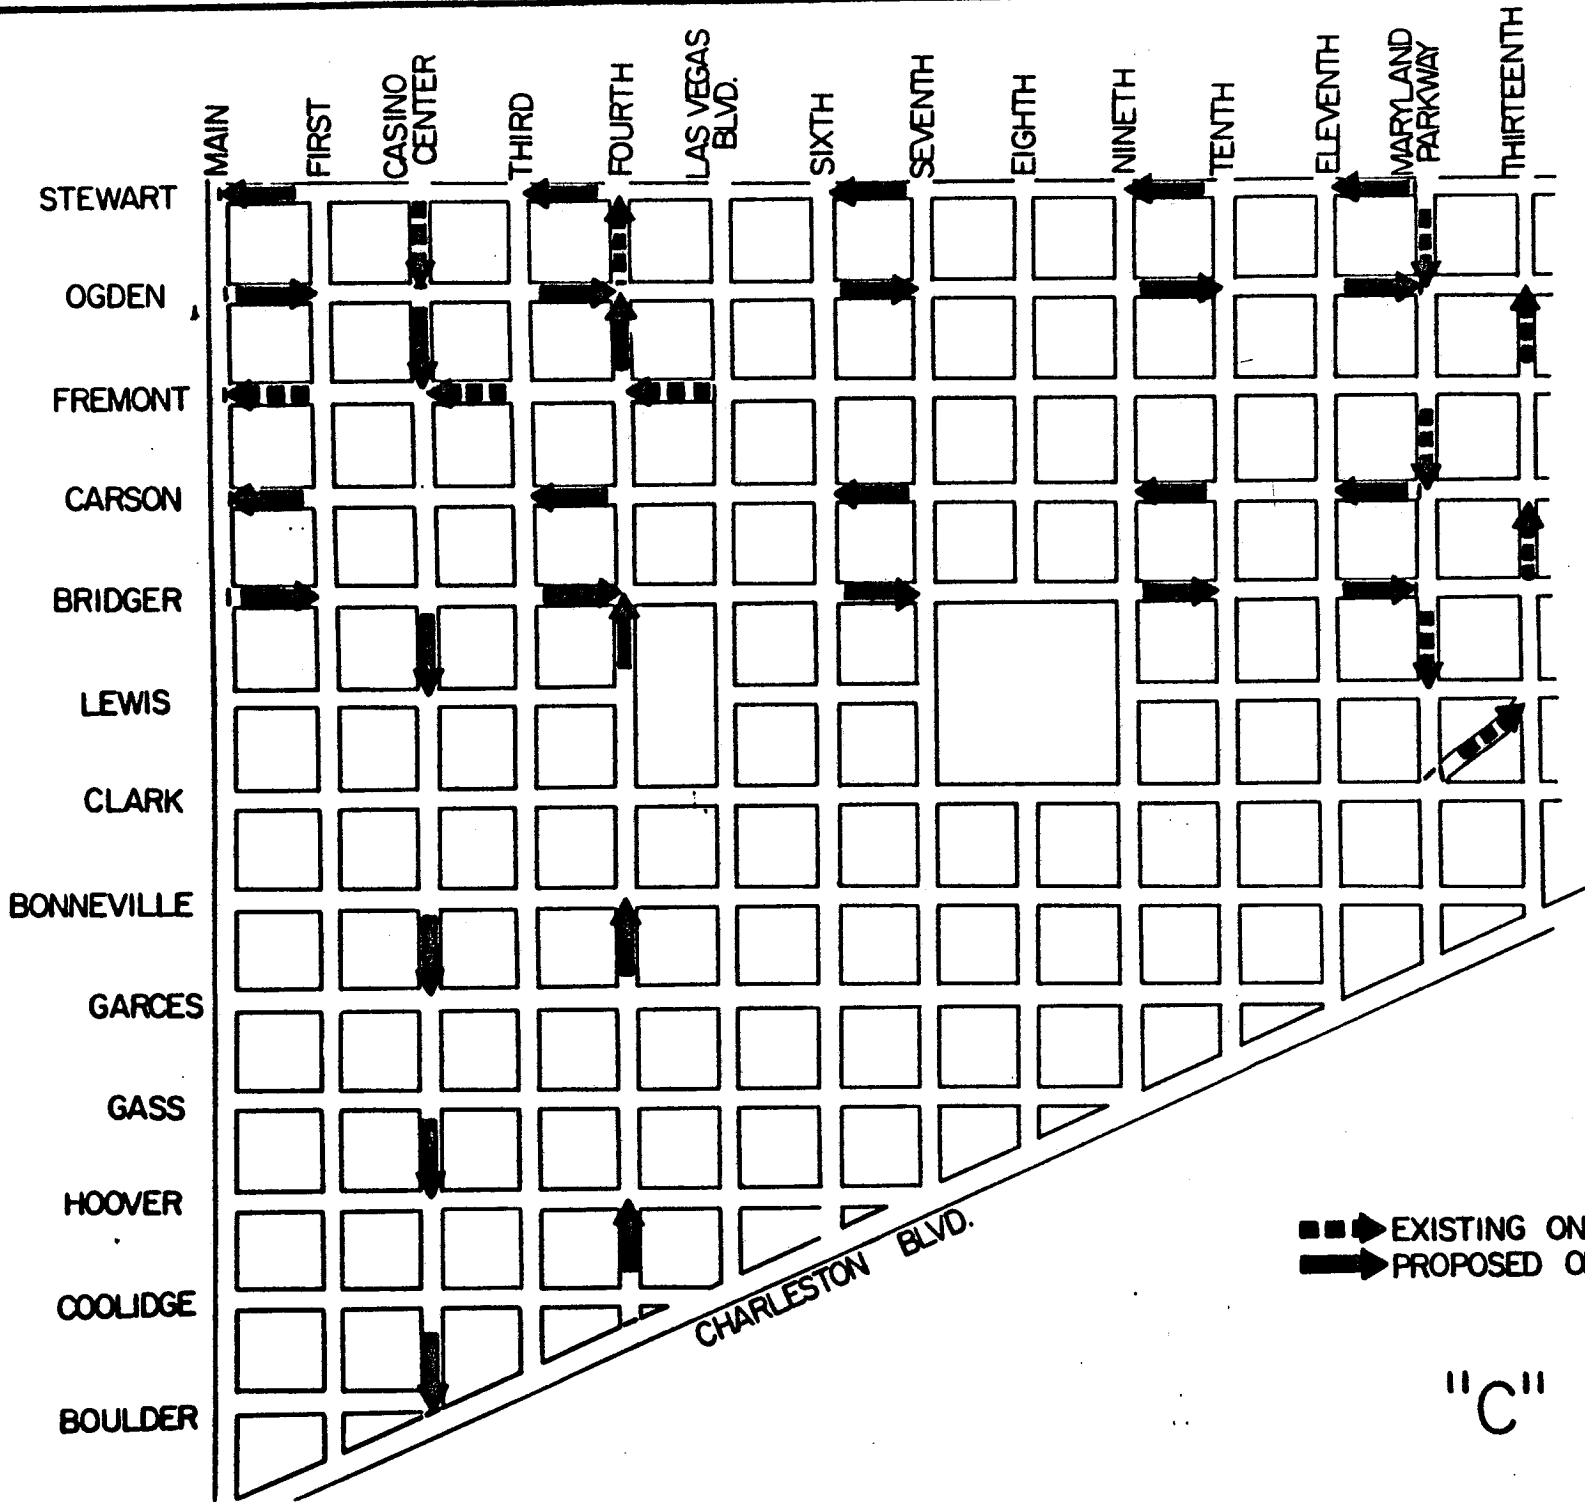 MAIN
FIRST
CASINO
CENTER
THIRD
FOURTH
LAS VEGAS
BLVD.
SIXTH
SEVENTH
EIGHTH
NINETH
TENTH
ELEVENTH
MARYLAND
PARKWAY
THIRTEENTH
STEWART
OGDEN
FREMONT
CARSON
BRIDGER
LEWIS
CLARK
BONNEVILLE
GARCES
GASS
HOOVER
COOLIDGE
BOULDER
CHARLESTON BLVD.
EXISTING ON
PROPOSED O
"C"